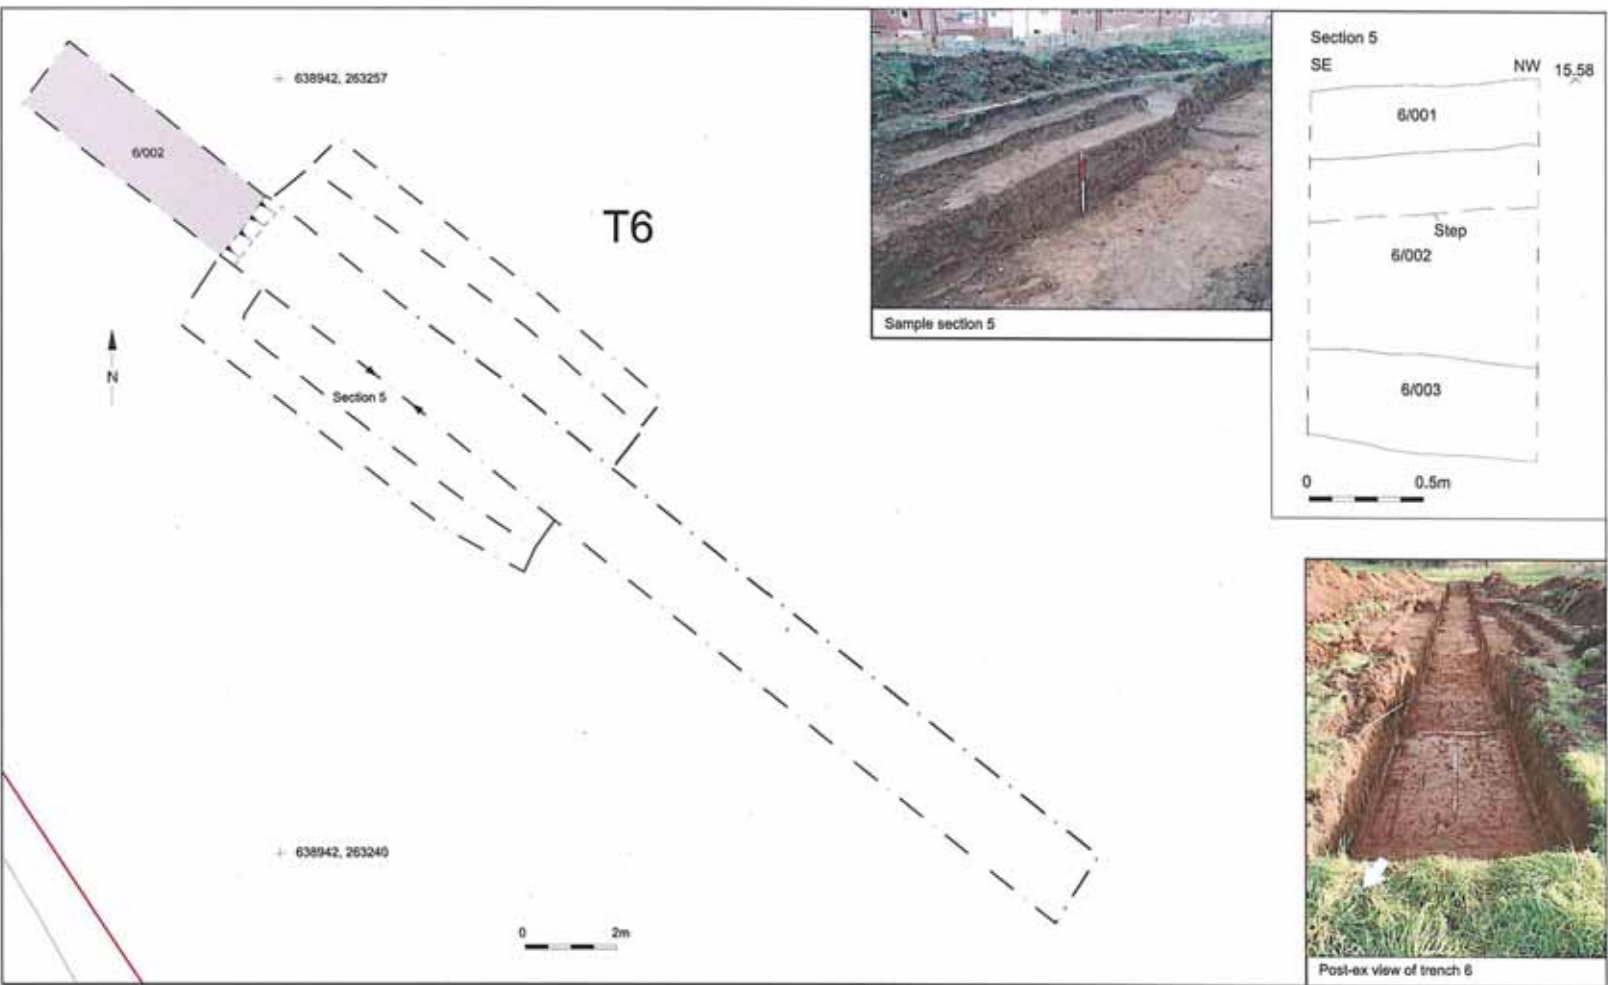 638942, 263257
6/002
T6
N
Section 5
638942, 263240
0 2m
Sample section 5
Section 5
SE NW 15.58
6/001
Step
6/002
6/003
0 0.5m
Post-ex view of trench 6